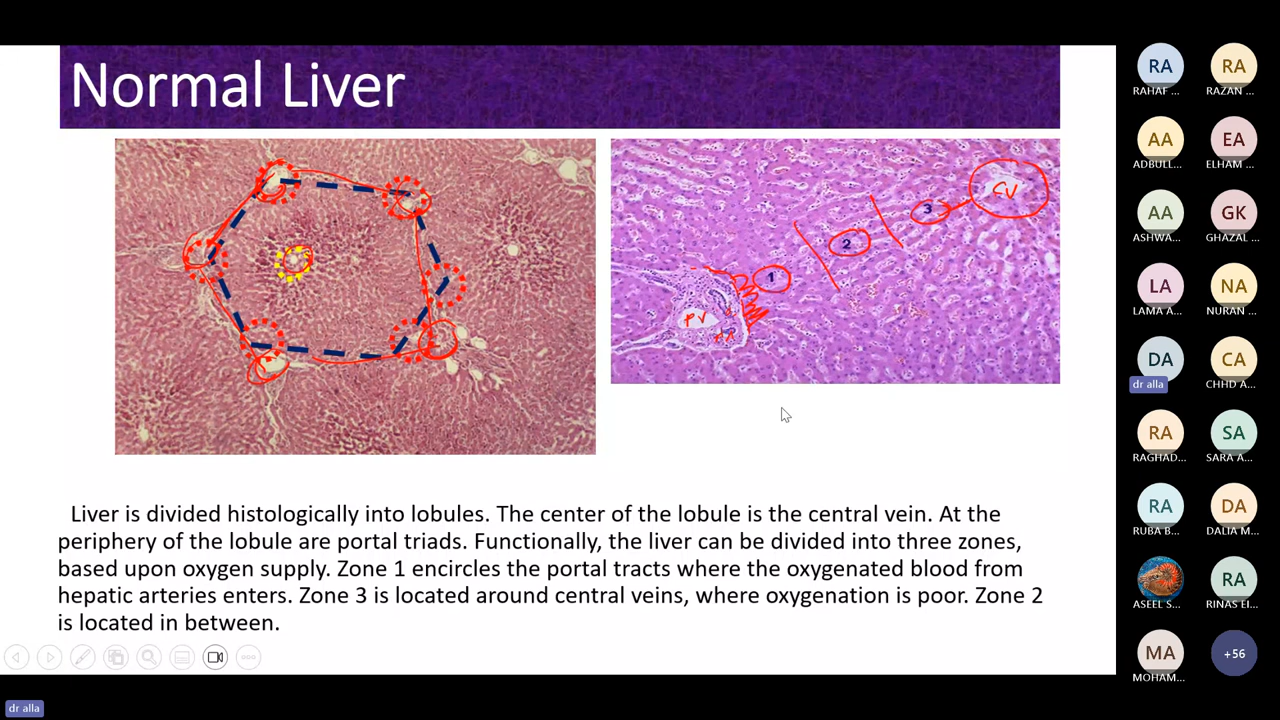 Normal Liver
CV
3
2
1
PV
Liver is divided histologically into lobules. The center of the lobule is the central vein. At the
periphery of the lobule are portal triads. Functionally, the liver can be divided into three zones,
based upon oxygen supply. Zone 1 encircles the portal tracts where the oxygenated blood from
hepatic arteries enters. Zone 3 is located around central veins, where oxygenation is poor. Zone 2
is located in between.
RA RA
RAHAF ... RAZAN ...
AA EA
ADBULL... ELHAM ...
AA GK
ASHWA... GHAZAL ...
LA NA
LAMA A... NURAN ...
DA CA
dr alla CHHD A...
RA SA
RAGHAD... SARA A...
RA DA
RUBA B... DALIA M...
RA
ASEEL S... RINAS EI...
MA +56
MOHAM...
dr alla